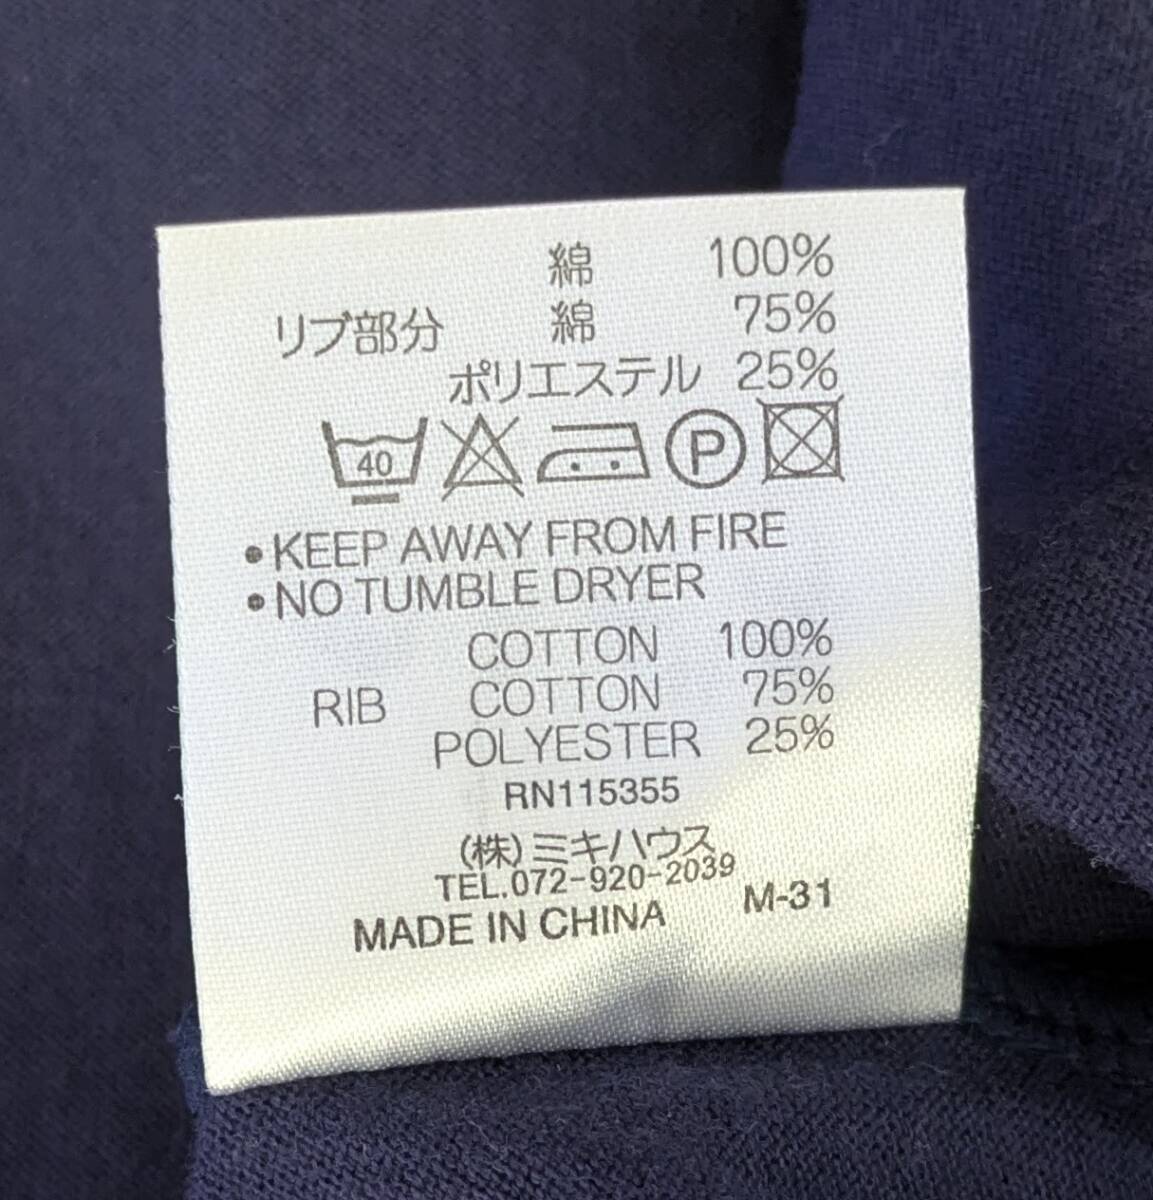 綿 100%
リブ部分 綿 75%
ポリエステル 25%
40 P
•KEEP AWAY FROM FIRE
•NO TUMBLE DRYER
COTTON 100%
RIB COTTON 75%
POLYESTER 25%
RN115355
(株)ミキハウス
TEL.072-920-2039
MADE IN CHINA M-31